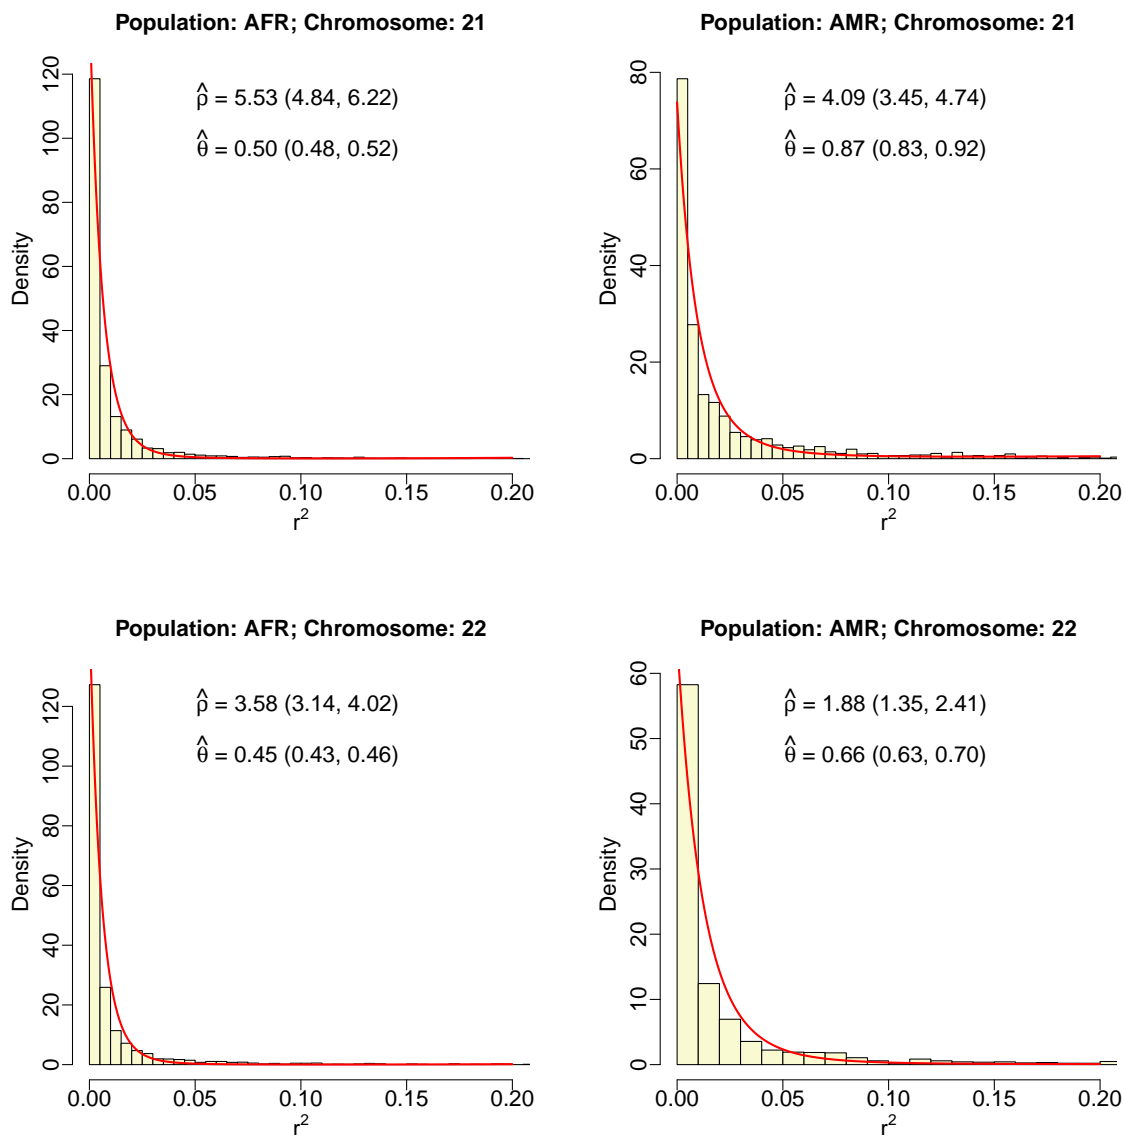 Population: AFR; Chromosome: 21
ρ̂ = 5.53 (4.84, 6.22)
θ̂ = 0.50 (0.48, 0.52)
Density
0 20 40 60 80 100 120
0.00 0.05 0.10 0.15 0.20
r²
Population: AMR; Chromosome: 21
ρ̂ = 4.09 (3.45, 4.74)
θ̂ = 0.87 (0.83, 0.92)
Density
0 20 40 60 80
0.00 0.05 0.10 0.15 0.20
r²
Population: AFR; Chromosome: 22
ρ̂ = 3.58 (3.14, 4.02)
θ̂ = 0.45 (0.43, 0.46)
Density
0 20 40 60 80 100 120
0.00 0.05 0.10 0.15 0.20
r²
Population: AMR; Chromosome: 22
ρ̂ = 1.88 (1.35, 2.41)
θ̂ = 0.66 (0.63, 0.70)
Density
0 10 20 30 40 50 60
0.00 0.05 0.10 0.15 0.20
r²